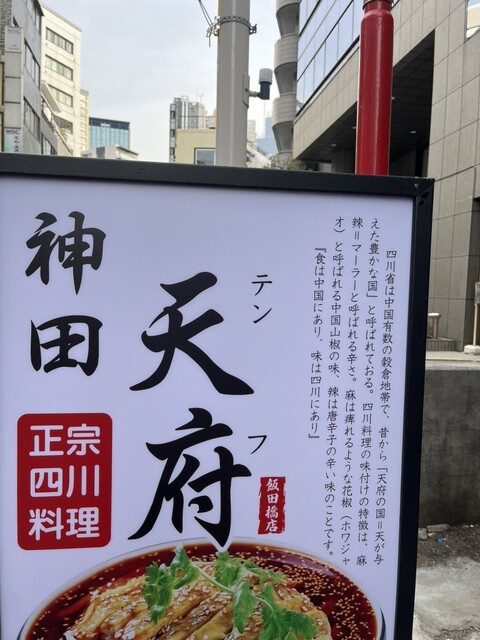 四川省は中国有数の穀倉地帯で、昔から「天府の国＝天が与
えた豊かな国」と呼ばれておる。四川料理の味付けの特徴は、麻
辣＝マーラーと呼ばれる辛さ。麻は痺れるような花椒（ホワジャ
オ）と呼ばれる中国山椒の味、辣は唐辛子の辛い味のことです。
『食は中国にあり、味は四川にあり』
テンフ
天府
飯田橋店
神田
正宗
四川
料理